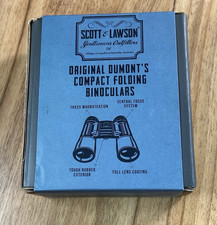 SCOTT & LAWSON
Gentlemens Outfitters
ORIGINAL DUMONT'S
COMPACT FOLDING
BINOCULARS
CENTRAL FOCUS
SYSTEM
MAGNIFICATION
TOUGH RUBBER
EXTERIOR
FULL LENS COATING